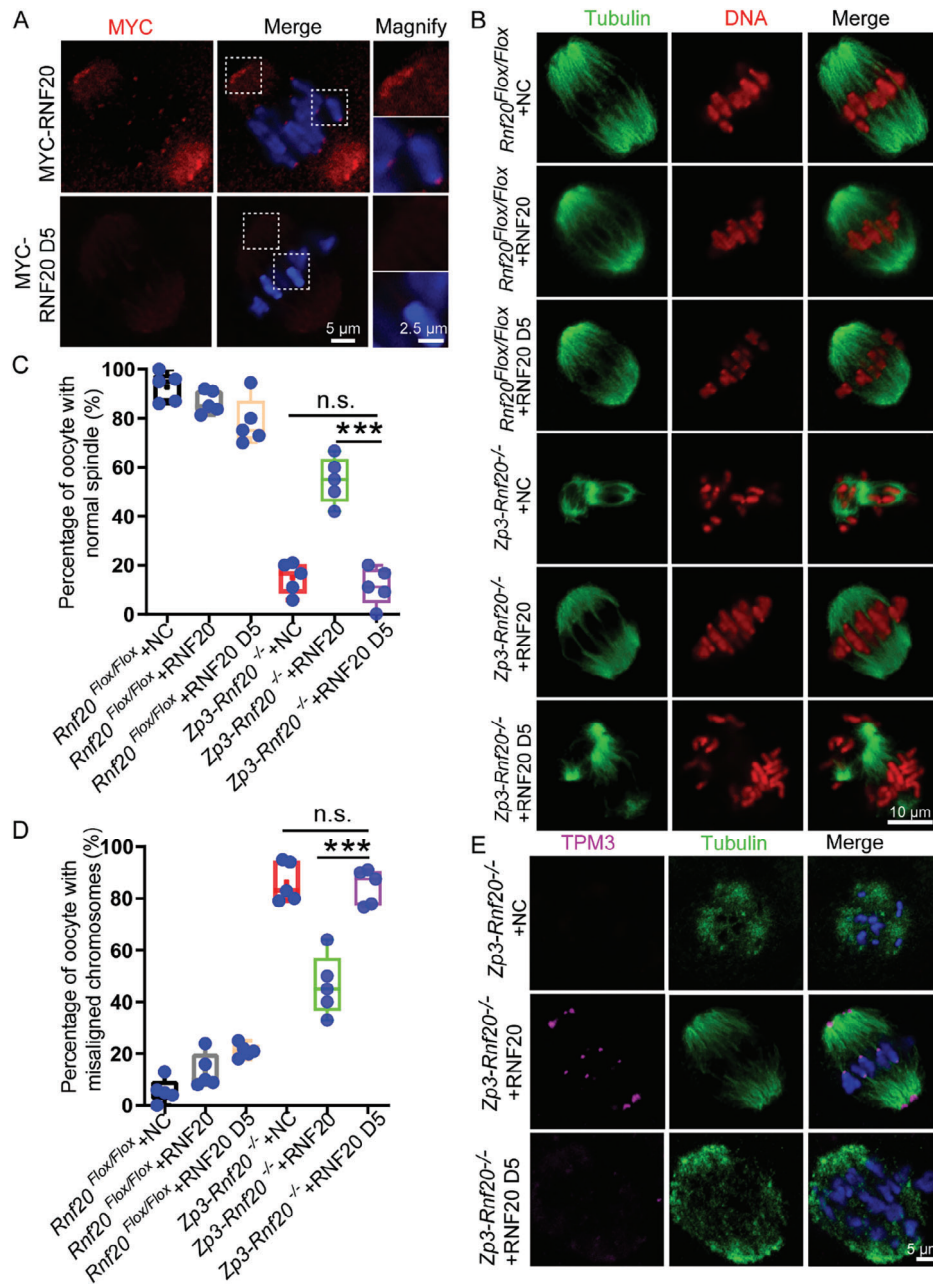 A
MYC
Merge
Magnify
MYC-RNF20
MYC-
RNF20 D5
5 µm
2.5 µm
B
Tubulin
DNA
Merge
Rnf20Flox/Flox
+NC
Rnf20Flox/Flox
+RNF20
Rnf20Flox/Flox
+RNF20 D5
Zp3-Rnf20-/-
+NC
Zp3-Rnf20-/-
+RNF20
Zp3-Rnf20-/-
+RNF20 D5
10 µm
C
Percentage of oocyte with
normal spindle (%)
100
80
60
40
20
0
n.s.
***
Rnf20 Flox/Flox +NC
Rnf20 Flox/Flox +RNF20
Rnf20 Flox/Flox +RNF20 D5
Zp3-Rnf20 -/- +NC
Zp3-Rnf20 -/- +RNF20
Zp3-Rnf20 -/- +RNF20 D5
D
Percentage of oocyte with
misaligned chromosomes (%)
100
80
60
40
20
0
n.s.
***
Rnf20 Flox/Flox +NC
Rnf20 Flox/Flox +RNF20
Rnf20 Flox/Flox +RNF20 D5
Zp3-Rnf20 -/- +NC
Zp3-Rnf20 -/- +RNF20
Zp3-Rnf20 -/- +RNF20 D5
E
TPM3
Tubulin
Merge
Zp3-Rnf20-/-
+NC
Zp3-Rnf20-/-
+RNF20
Zp3-Rnf20-/-
+RNF20 D5
5 µm